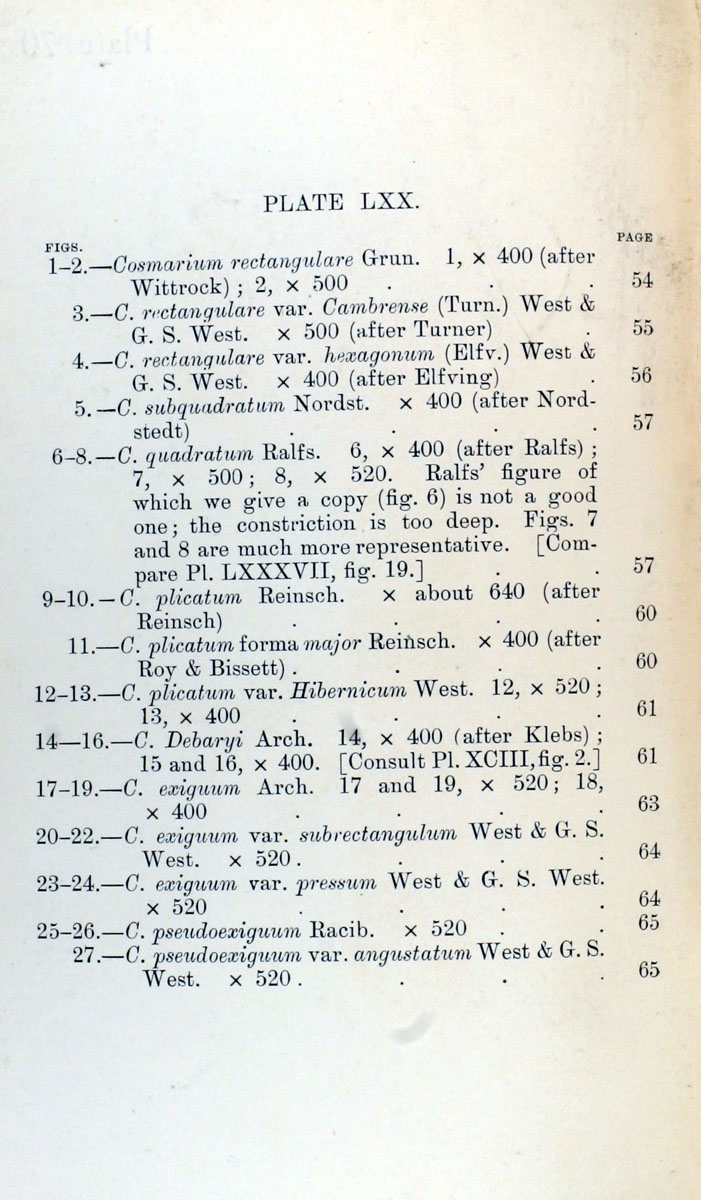 PLATE LXX.
FIGS. PAGE
1–2.—Cosmarium rectangulare Grun. 1, × 400 (after
Wittrock) ; 2, × 500 . . . 54
3.—C. rectangulare var. Cambrense (Turn.) West &
G. S. West. × 500 (after Turner) . 55
4.—C. rectangulare var. hexagonum (Elfv.) West &
G. S. West. × 400 (after Elfving) . 56
5.—C. subquadratum Nordst. × 400 (after Nord-
stedt) . . . . 57
6–8.—C. quadratum Ralfs. 6, × 400 (after Ralfs) ;
7, × 500 ; 8, × 520. Ralfs' figure of
which we give a copy (fig. 6) is not a good
one ; the constriction is too deep. Figs. 7
and 8 are much more representative. [Com-
pare Pl. LXXXVII, fig. 19.] . . 57
9–10.—C. plicatum Reinsch. × about 640 (after
Reinsch) . . . . 60
11.—C. plicatum forma major Reinsch. × 400 (after
Roy & Bissett) . . . . 60
12–13.—C. plicatum var. Hibernicum West. 12, × 520 ;
13, × 400 . . . . 61
14—16.—C. Debaryi Arch. 14, × 400 (after Klebs) ;
15 and 16, × 400. [Consult Pl. XCIII, fig. 2.] 61
17–19.—C. exiguum Arch. 17 and 19, × 520 ; 18,
× 400 . . . . 63
20–22.—C. exiguum var. subrectangulum West & G. S.
West. × 520 . . . . 64
23–24.—C. exiguum var. pressum West & G. S. West.
× 520 . . . . 64
25–26.—C. pseudoexiguum Racib. × 520 . . 65
27.—C. pseudoexiguum var. angustatum West & G. S.
West. × 520 . . . . 65